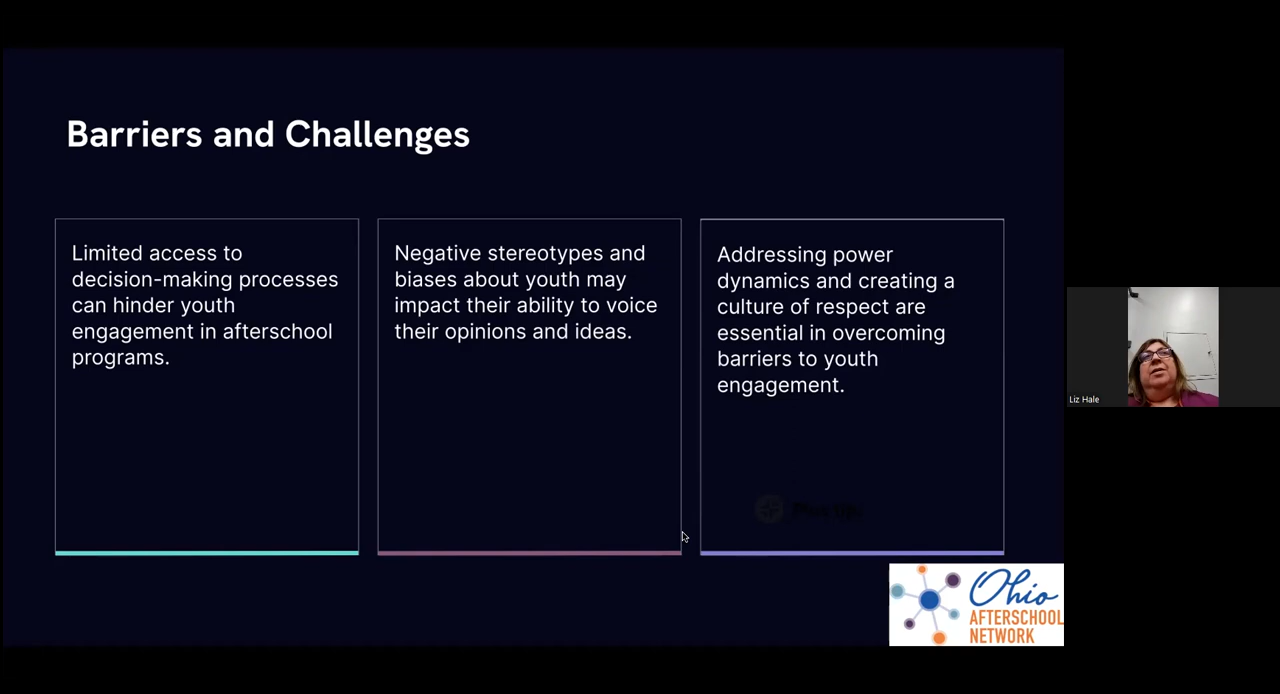 Barriers and Challenges
Limited access to
decision-making processes
can hinder youth
engagement in afterschool
programs.
Negative stereotypes and
biases about youth may
impact their ability to voice
their opinions and ideas.
Addressing power
dynamics and creating a
culture of respect are
essential in overcoming
barriers to youth
engagement.
Liz Hale
Ohio
AFTERSCHOOL
NETWORK